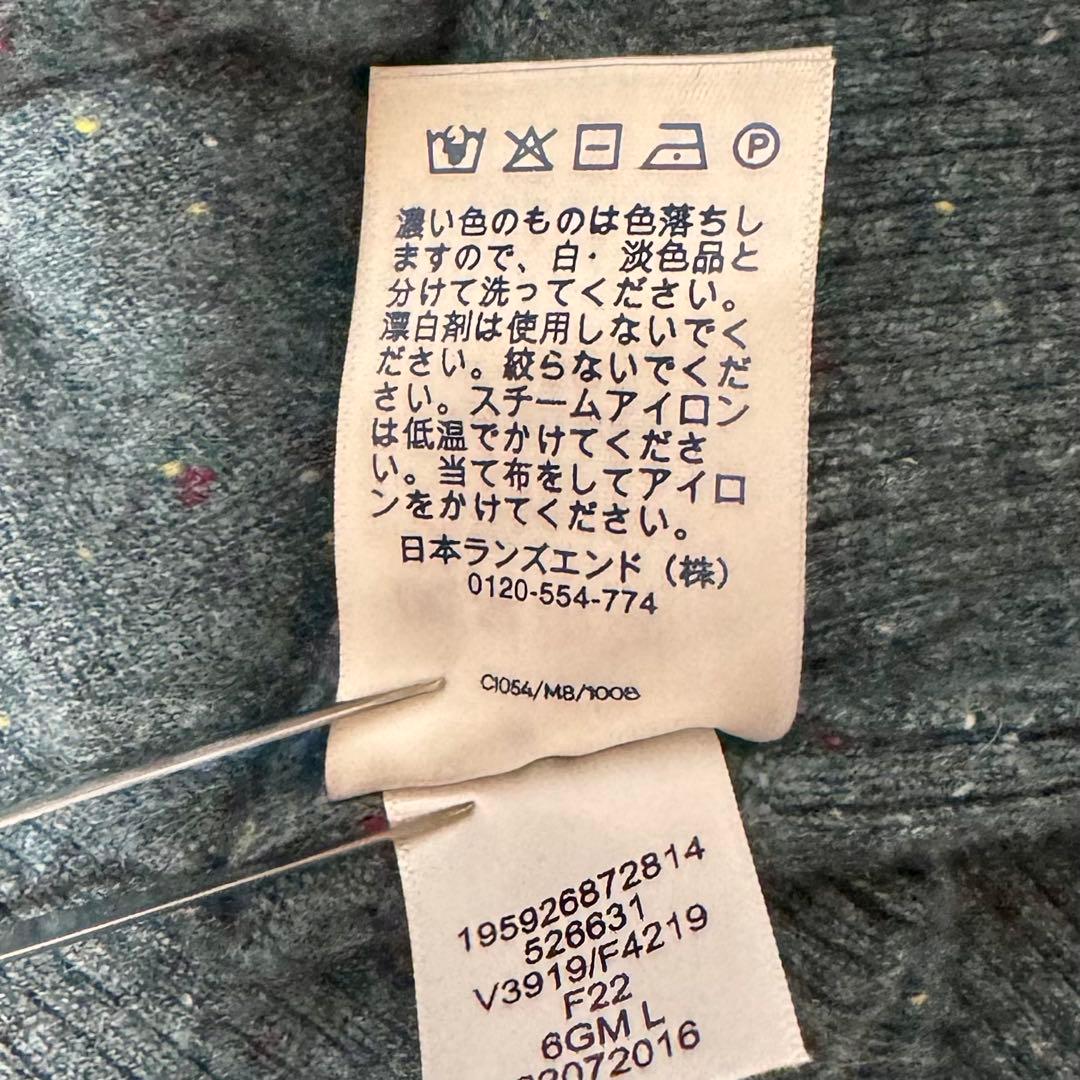 P
濃い色のものは色落ちし
ますので、白・淡色品と
分けて洗ってください。
漂白剤は使用しないでく
ださい。絞らないでくだ
さい。スチームアイロン
は低温でかけてくださ
い。当て布をしてアイロ
ンをかけてください。
日本ランズエンド（株）
0120-554-774
C1054/MB/1008
195926872814
526631
V3919/F4219
F22
6GM L